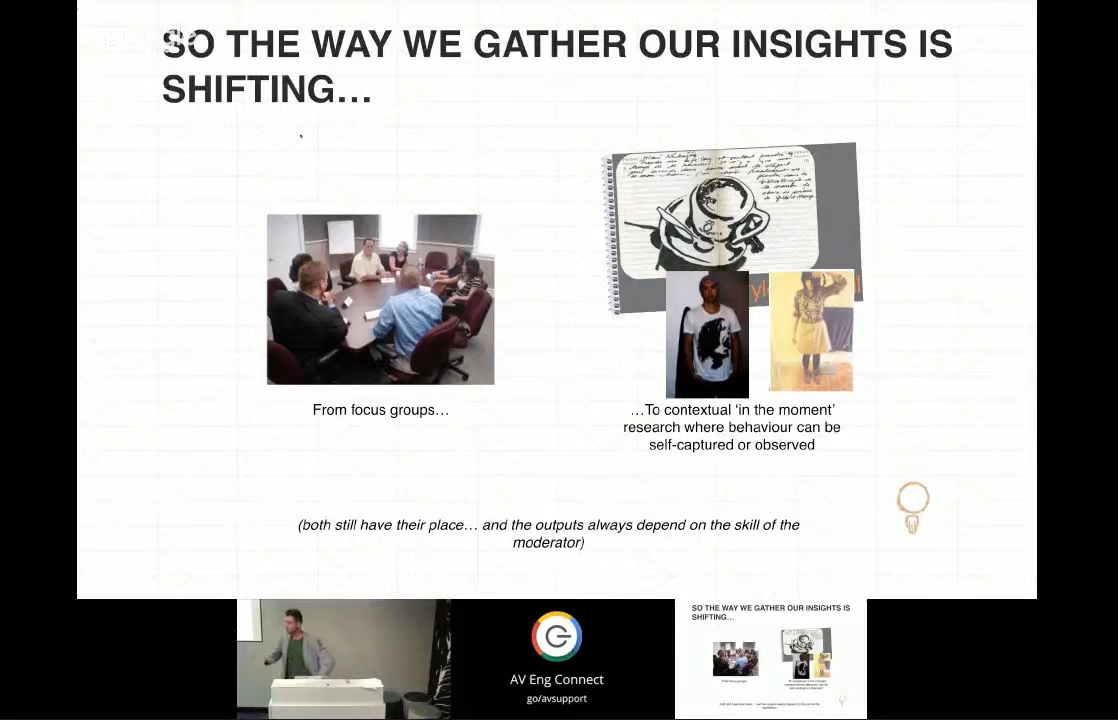 SO THE WAY WE GATHER OUR INSIGHTS IS
SHIFTING…
From focus groups…
…To contextual ‘in the moment’
research where behaviour can be
self-captured or observed
(both still have their place… and the outputs always depend on the skill of the
moderator)
AV Eng Connect
go/avsupport
SO THE WAY WE GATHER OUR INSIGHTS IS
SHIFTING…